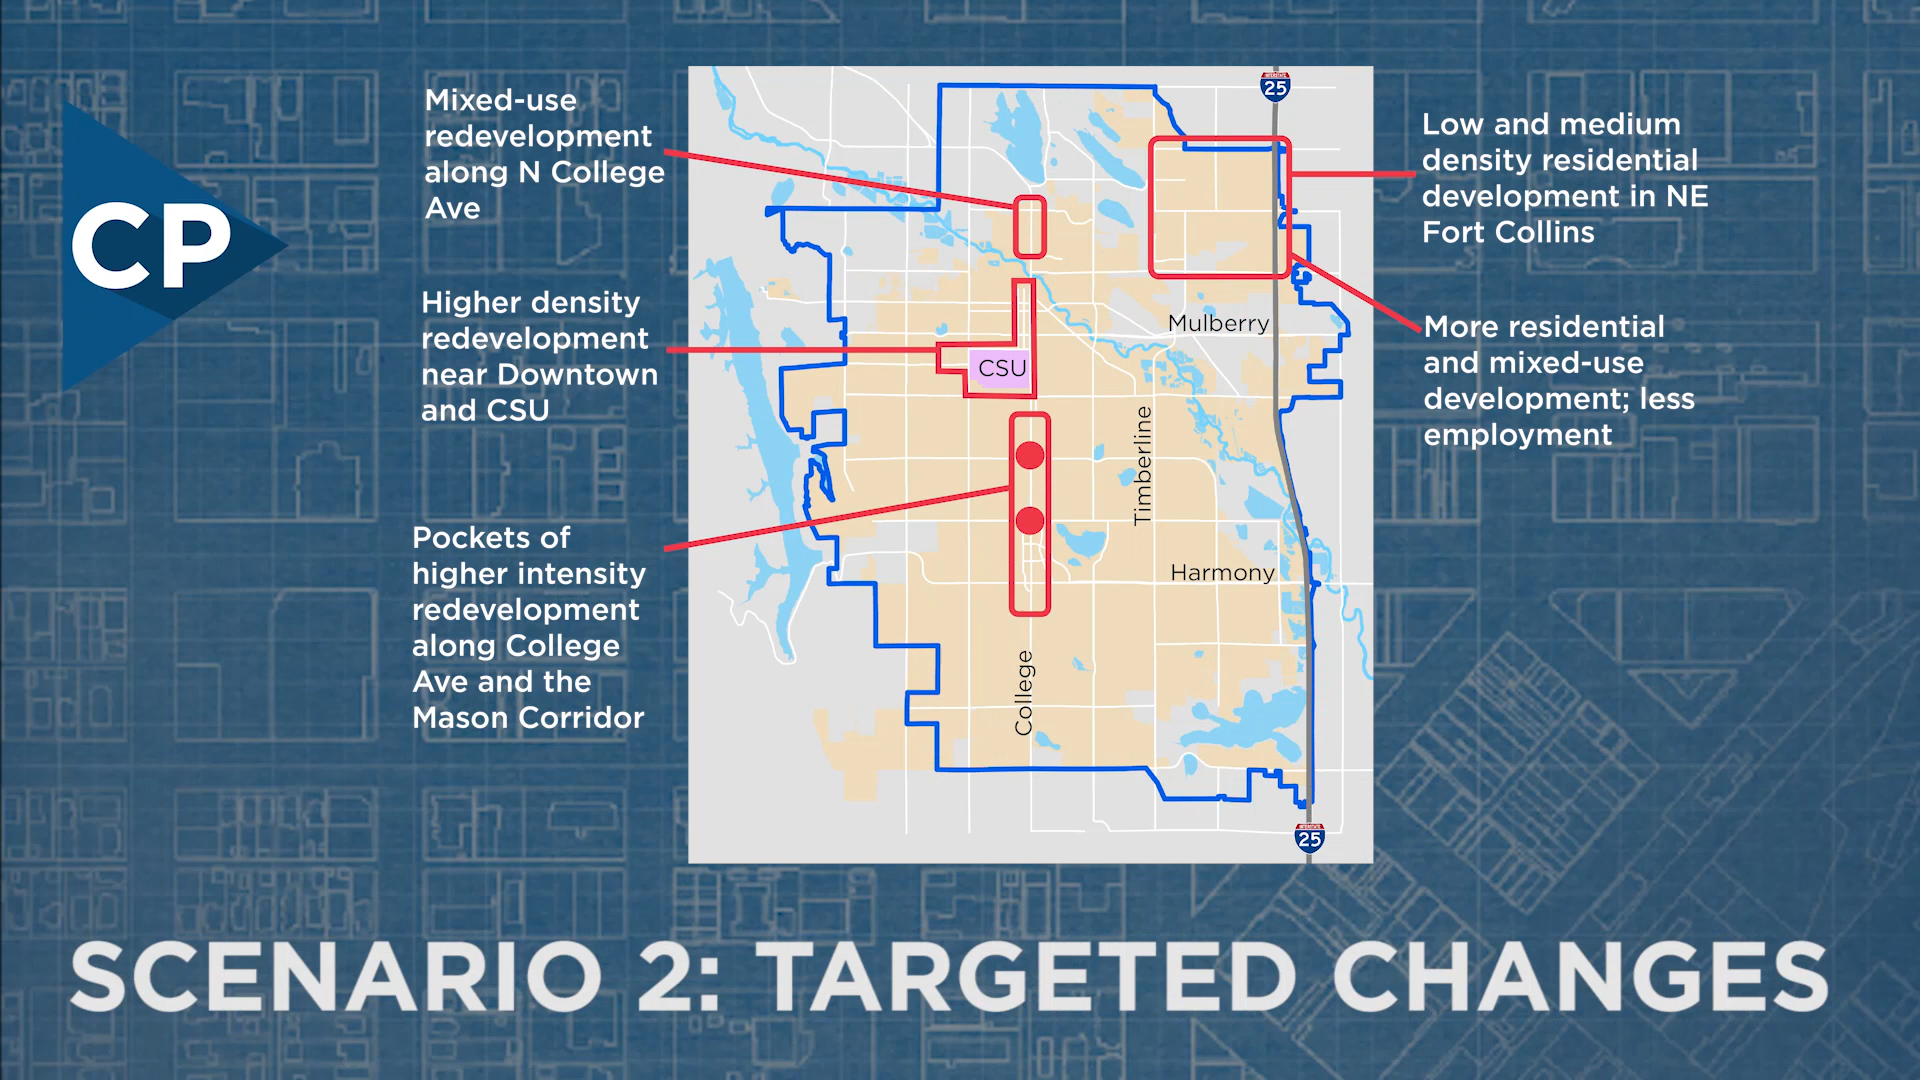 CP
Mixed-use
redevelopment
along N College
Ave
Higher density
redevelopment
near Downtown
and CSU
Pockets of
higher intensity
redevelopment
along College
Ave and the
Mason Corridor
INTERSTATE
25
Mulberry
CSU
Timberline
Harmony
College
INTERSTATE
25
Low and medium
density residential
development in NE
Fort Collins
More residential
and mixed-use
development; less
employment
SCENARIO 2: TARGETED CHANGES